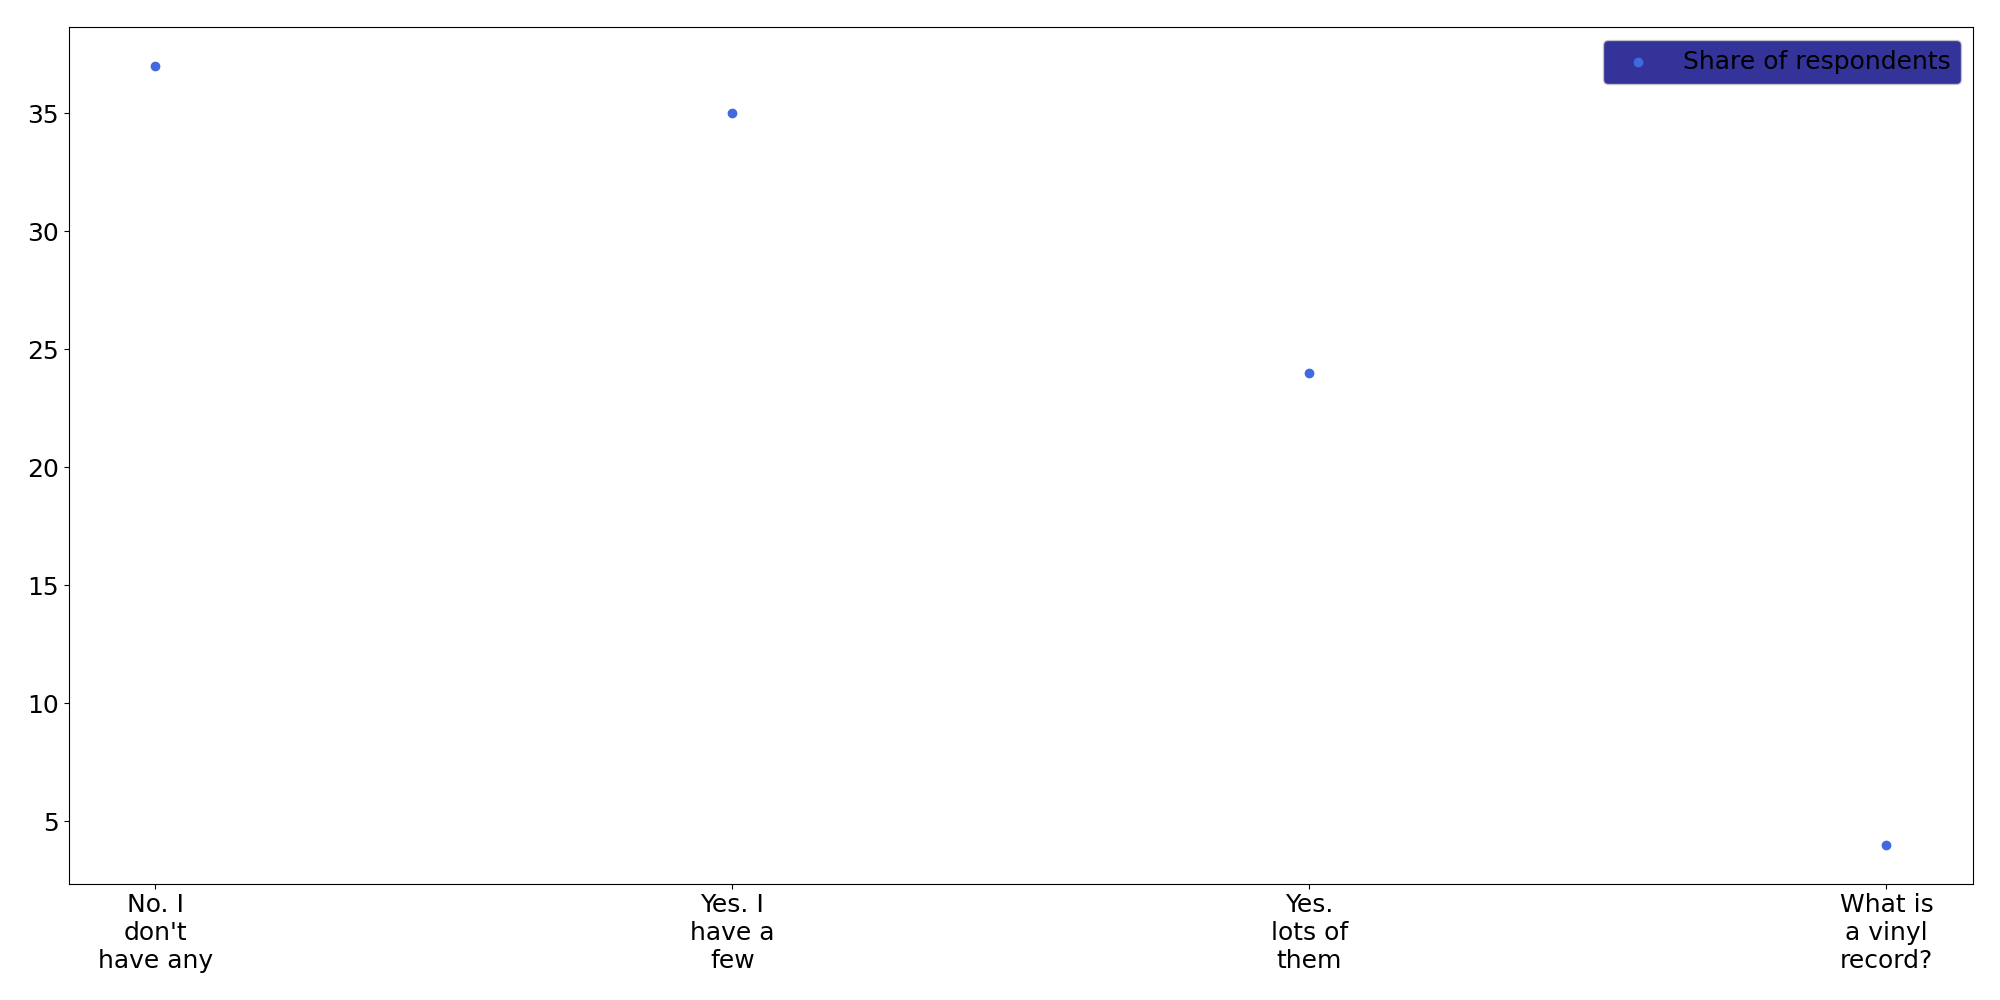 Share of respondents
35
30
25
20
15
10
5
No. I
don't
have any
Yes. I
have a
few
Yes.
lots of
them
What is
a vinyl
record?